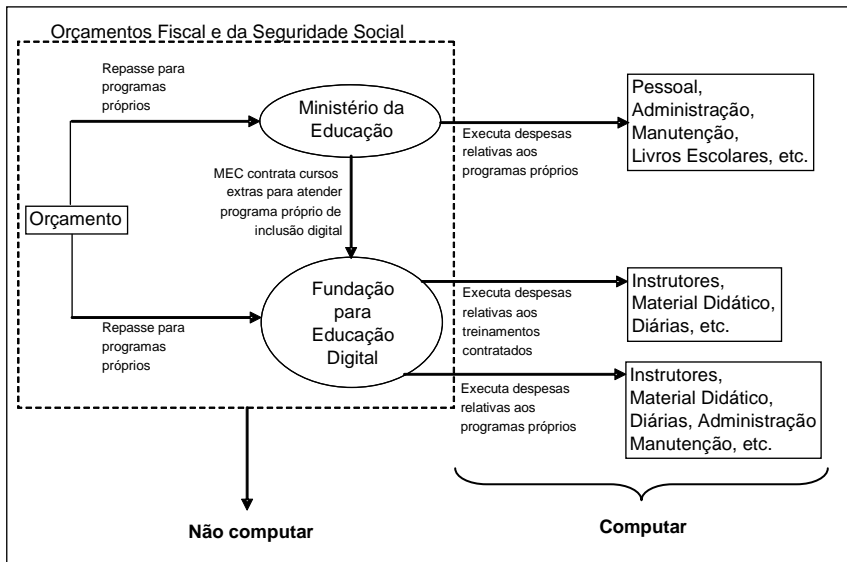 Orçamentos Fiscal e da Seguridade Social
Repasse para
programas
próprios
Ministério da
Educação
Executa despesas
relativas aos
programas próprios
Pessoal,
Administração,
Manutenção,
Livros Escolares, etc.
MEC contrata cursos
extras para atender
programa próprio de
inclusão digital
Orçamento
Repasse para
programas
próprios
Fundação
para
Educação
Digital
Executa despesas
relativas aos
treinamentos
contratados
Instrutores,
Material Didático,
Diárias, etc.
Executa despesas
relativas aos
programas próprios
Instrutores,
Material Didático,
Diárias, Administração
Manutenção, etc.
Não computar
Computar